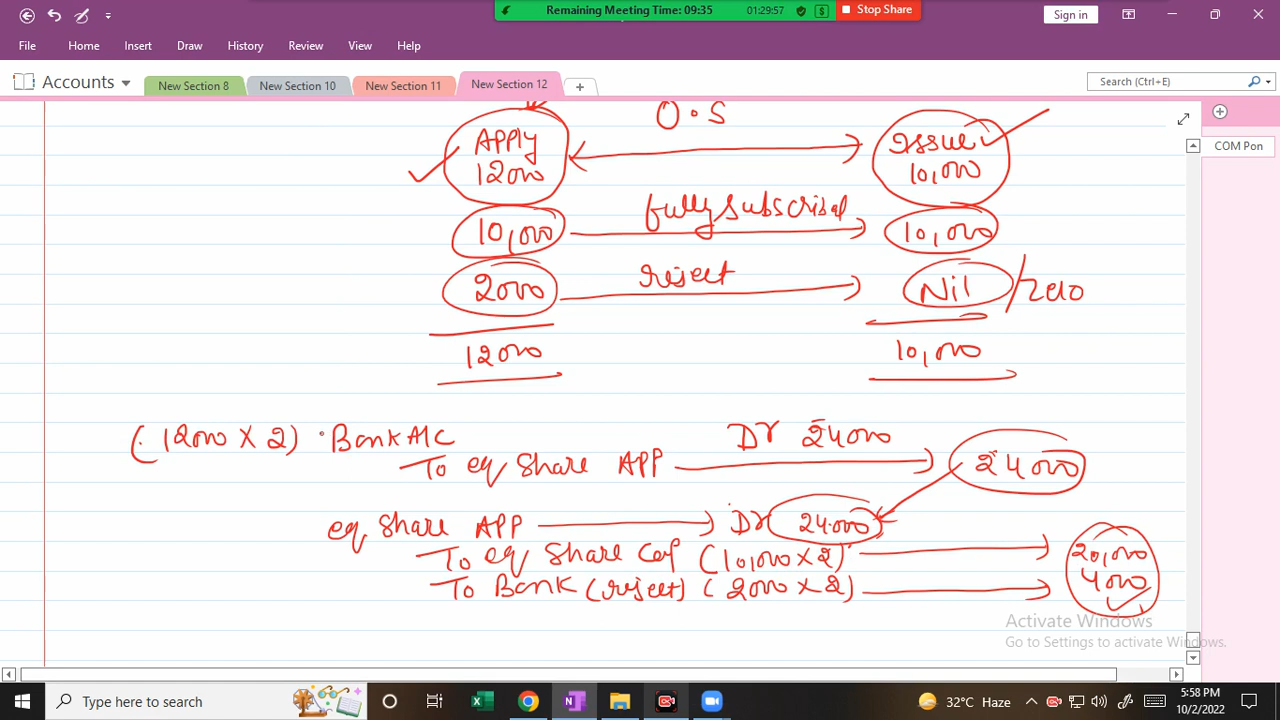 Remaining Meeting Time: 09:35 01:29:57 $ Stop Share
Sign in
File Home Insert Draw History Review View Help
Accounts New Section 8 New Section 10 New Section 11 New Section 12 + Search (Ctrl+E)
COM Pon
O.S
Apply Issue
12000 10,000
10,000 fully subscribed 10,000
2000 reject Nil / Zero
12000 10,000
(12000 X 2) Bank A/C Dr 24000
To eq share APP 24000
eq share APP Dr 24000
To eq share Cap (10,000 X 2) 20,000
To Bank (reject) (2000 X 2) 4000
Activate Windows
Go to Settings to activate Windows.
Type here to search 32°C Haze 5:58 PM
10/2/2022